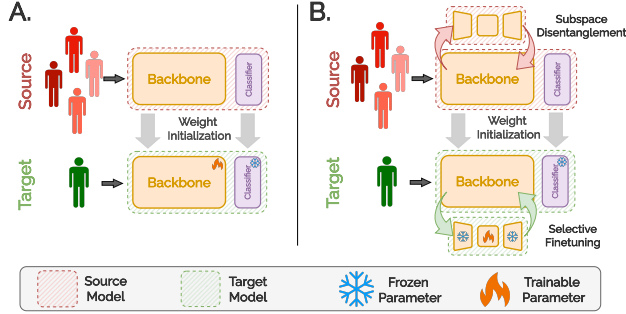 A.
Source
Backbone
Classifier
Weight
Initialization
Target
Backbone
Classifier
B.
Subspace
Disentanglement
Source
Backbone
Classifier
Weight
Initialization
Target
Backbone
Classifier
Selective
Finetuning
Source
Model
Target
Model
Frozen
Parameter
Trainable
Parameter